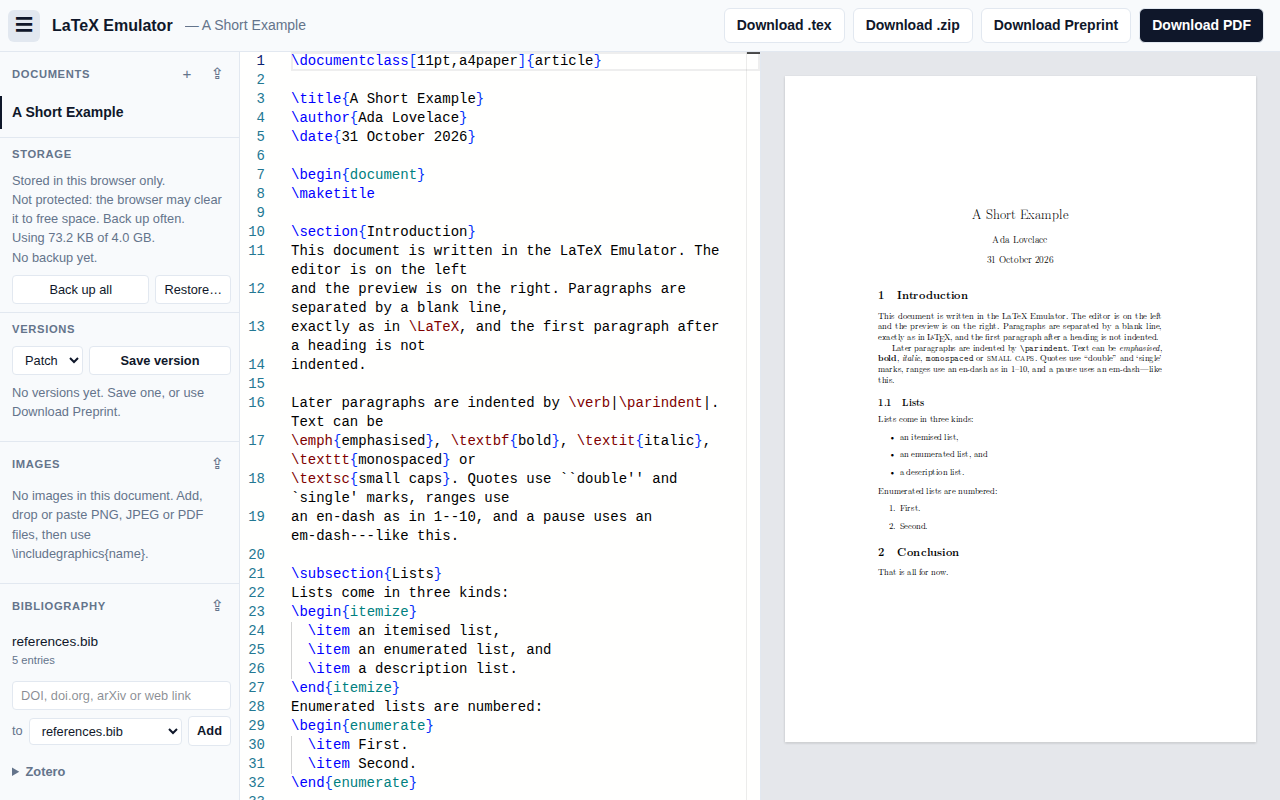 LaTeX Emulator — A Short Example
Download .tex
Download .zip
Download Preprint
Download PDF
DOCUMENTS
A Short Example
STORAGE
Stored in this browser only.
Not protected: the browser may clear
it to free space. Back up often.
Using 73.2 KB of 4.0 GB.
No backup yet.
Back up all
Restore…
VERSIONS
Patch
Save version
No versions yet. Save one, or use
Download Preprint.
IMAGES
No images in this document. Add,
drop or paste PNG, JPEG or PDF
files, then use
\includegraphics{name}.
BIBLIOGRAPHY
references.bib
5 entries
DOI, doi.org, arXiv or web link
to references.bib Add
Zotero
1 \documentclass[11pt,a4paper]{article}
2
3 \title{A Short Example}
4 \author{Ada Lovelace}
5 \date{31 October 2026}
6
7 \begin{document}
8 \maketitle
9
10 \section{Introduction}
11 This document is written in the LaTeX Emulator. The
editor is on the left
12 and the preview is on the right. Paragraphs are
separated by a blank line,
13 exactly as in \LaTeX, and the first paragraph after
a heading is not
14 indented.
15
16 Later paragraphs are indented by \verb|\parindent|.
Text can be
17 \emph{emphasised}, \textbf{bold}, \textit{italic},
\texttt{monospaced} or
18 \textsc{small caps}. Quotes use ``double'' and
`single' marks, ranges use
19 an en-dash as in 1--10, and a pause uses an
em-dash---like this.
20
21 \subsection{Lists}
22 Lists come in three kinds:
23 \begin{itemize}
24 \item an itemised list,
25 \item an enumerated list, and
26 \item a description list.
27 \end{itemize}
28 Enumerated lists are numbered:
29 \begin{enumerate}
30 \item First.
31 \item Second.
32 \end{enumerate}
A Short Example
Ada Lovelace
31 October 2026
1 Introduction
This document is written in the LaTeX Emulator. The editor is on the left
and the preview is on the right. Paragraphs are separated by a blank line,
exactly as in LaTeX, and the first paragraph after a heading is not indented.
Later paragraphs are indented by \parindent. Text can be emphasised,
bold, italic, monospaced or SMALL CAPS. Quotes use “double” and ‘single’
marks, ranges use an en-dash as in 1–10, and a pause uses an em-dash—like
this.
1.1 Lists
Lists come in three kinds:
• an itemised list,
• an enumerated list, and
• a description list.
Enumerated lists are numbered:
1. First.
2. Second.
2 Conclusion
That is all for now.